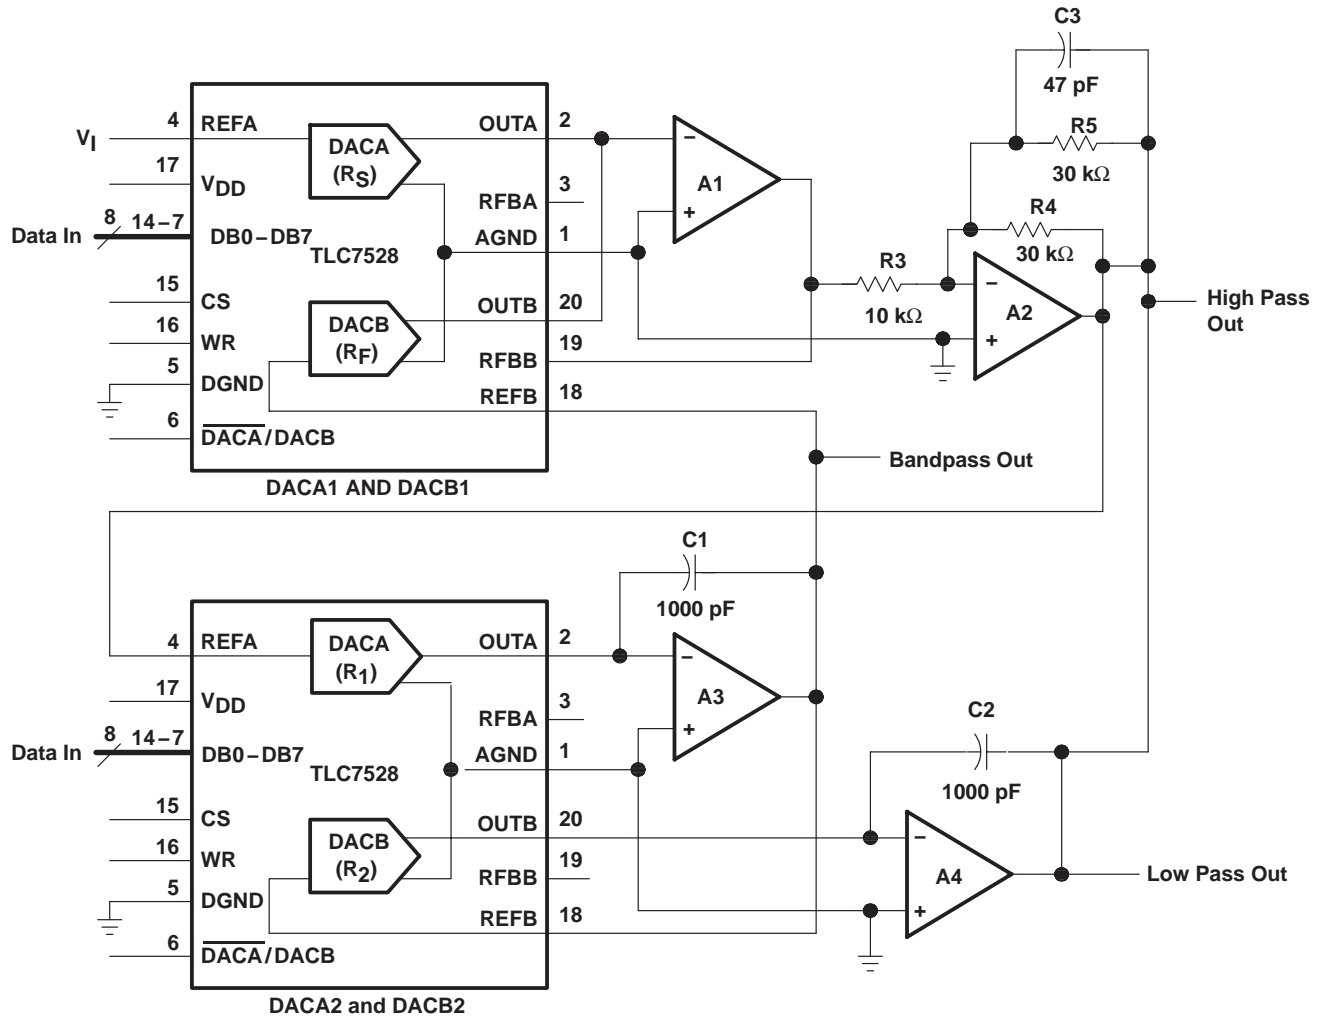 C3
47 pF
R5
30 kΩ
R4
30 kΩ
VI
4
REFA
DACA
(RS)
OUTA
2
17
VDD
3
RFBA
A1
Data In
8
14–7
DB0–DB7
TLC7528
AGND
1
R3
10 kΩ
A2
High Pass
Out
15
CS
OUTB
20
16
WR
DACB
(RF)
RFBB
19
5
DGND
REFB
18
6
DACA/DACB
DACA1 AND DACB1
Bandpass Out
C1
1000 pF
4
REFA
DACA
(R1)
OUTA
2
17
VDD
3
RFBA
A3
Data In
8
14–7
DB0–DB7
TLC7528
AGND
1
C2
1000 pF
15
CS
OUTB
20
16
WR
DACB
(R2)
RFBB
19
A4
Low Pass Out
5
DGND
REFB
18
6
DACA/DACB
DACA2 and DACB2